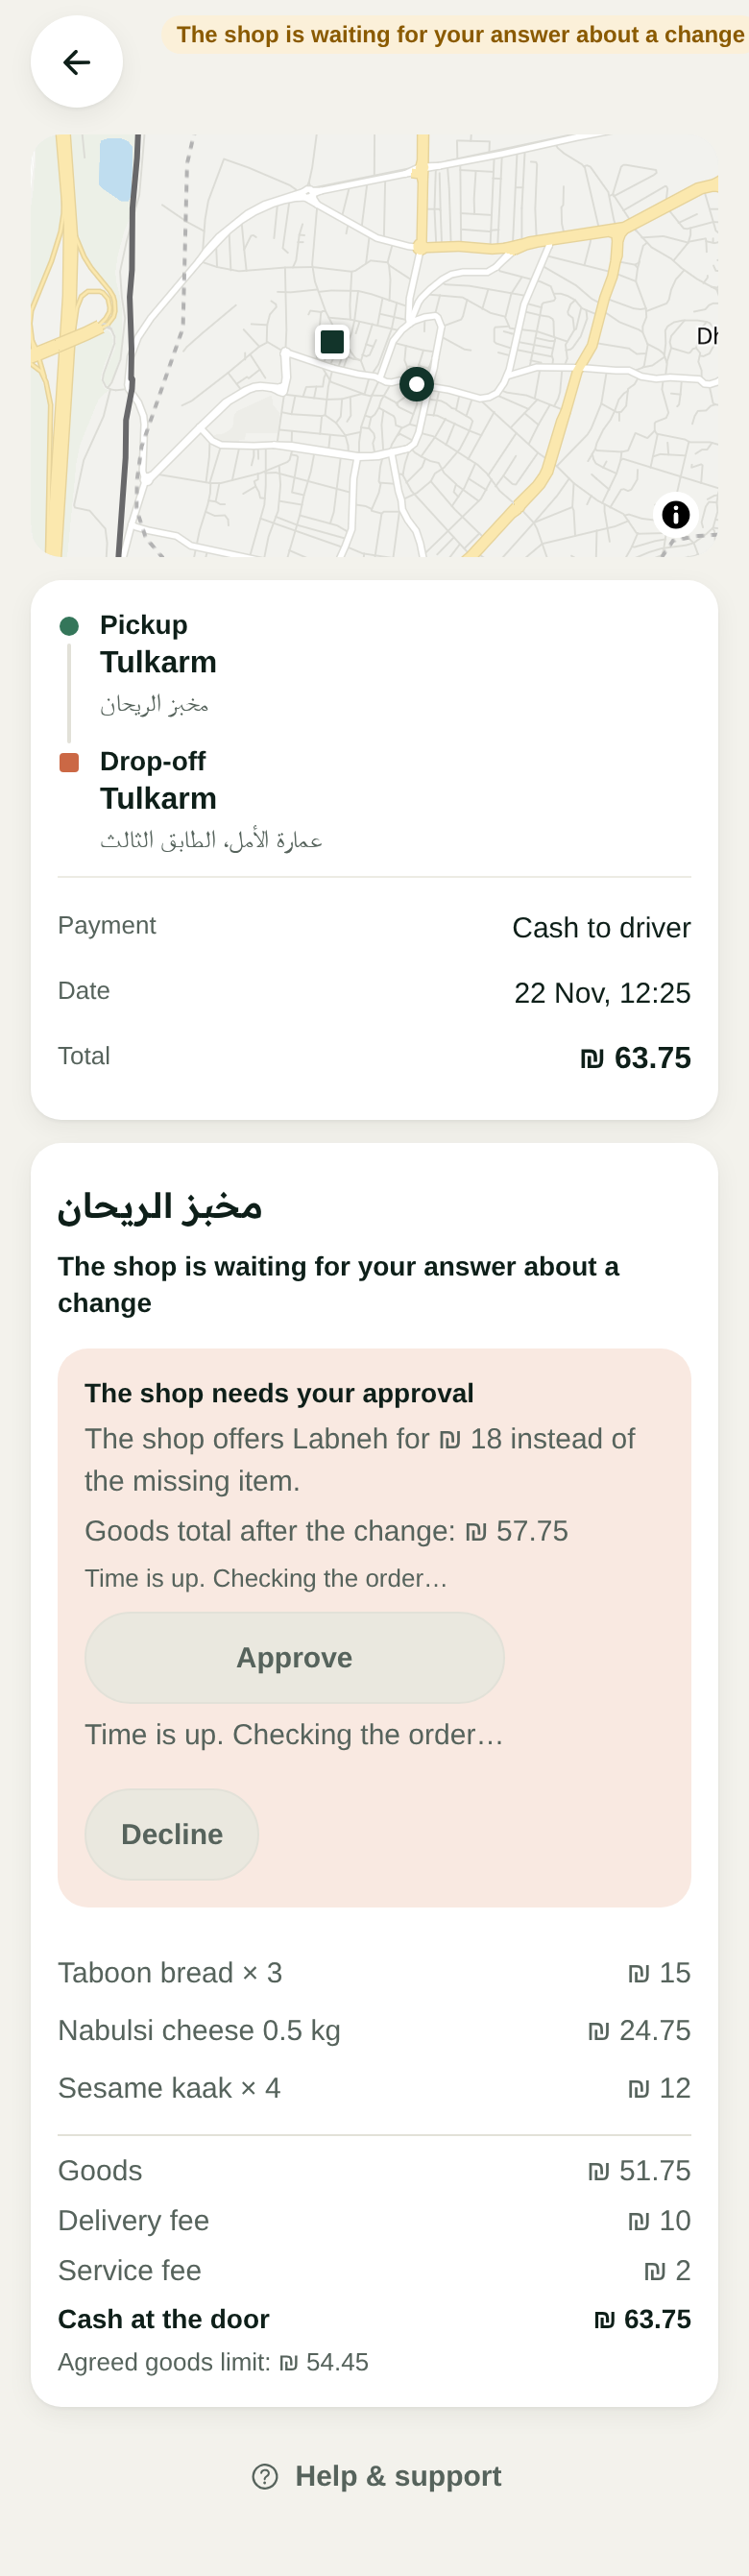 The shop is waiting for your answer about a change
Pickup
Tulkarm
مخبز الريحان
Drop-off
Tulkarm
عمارة الأمل، الطابق الثالث
Payment Cash to driver
Date 22 Nov, 12:25
Total ₪ 63.75
مخبز الريحان
The shop is waiting for your answer about a
change
The shop needs your approval
The shop offers Labneh for ₪ 18 instead of
the missing item.
Goods total after the change: ₪ 57.75
Time is up. Checking the order…
Approve
Time is up. Checking the order…
Decline
Taboon bread × 3 ₪ 15
Nabulsi cheese 0.5 kg ₪ 24.75
Sesame kaak × 4 ₪ 12
Goods ₪ 51.75
Delivery fee ₪ 10
Service fee ₪ 2
Cash at the door ₪ 63.75
Agreed goods limit: ₪ 54.45
Help & support